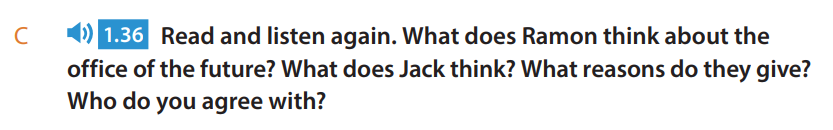 C 1.36 Read and listen again. What does Ramon think about the
office of the future? What does Jack think? What reasons do they give?
Who do you agree with?